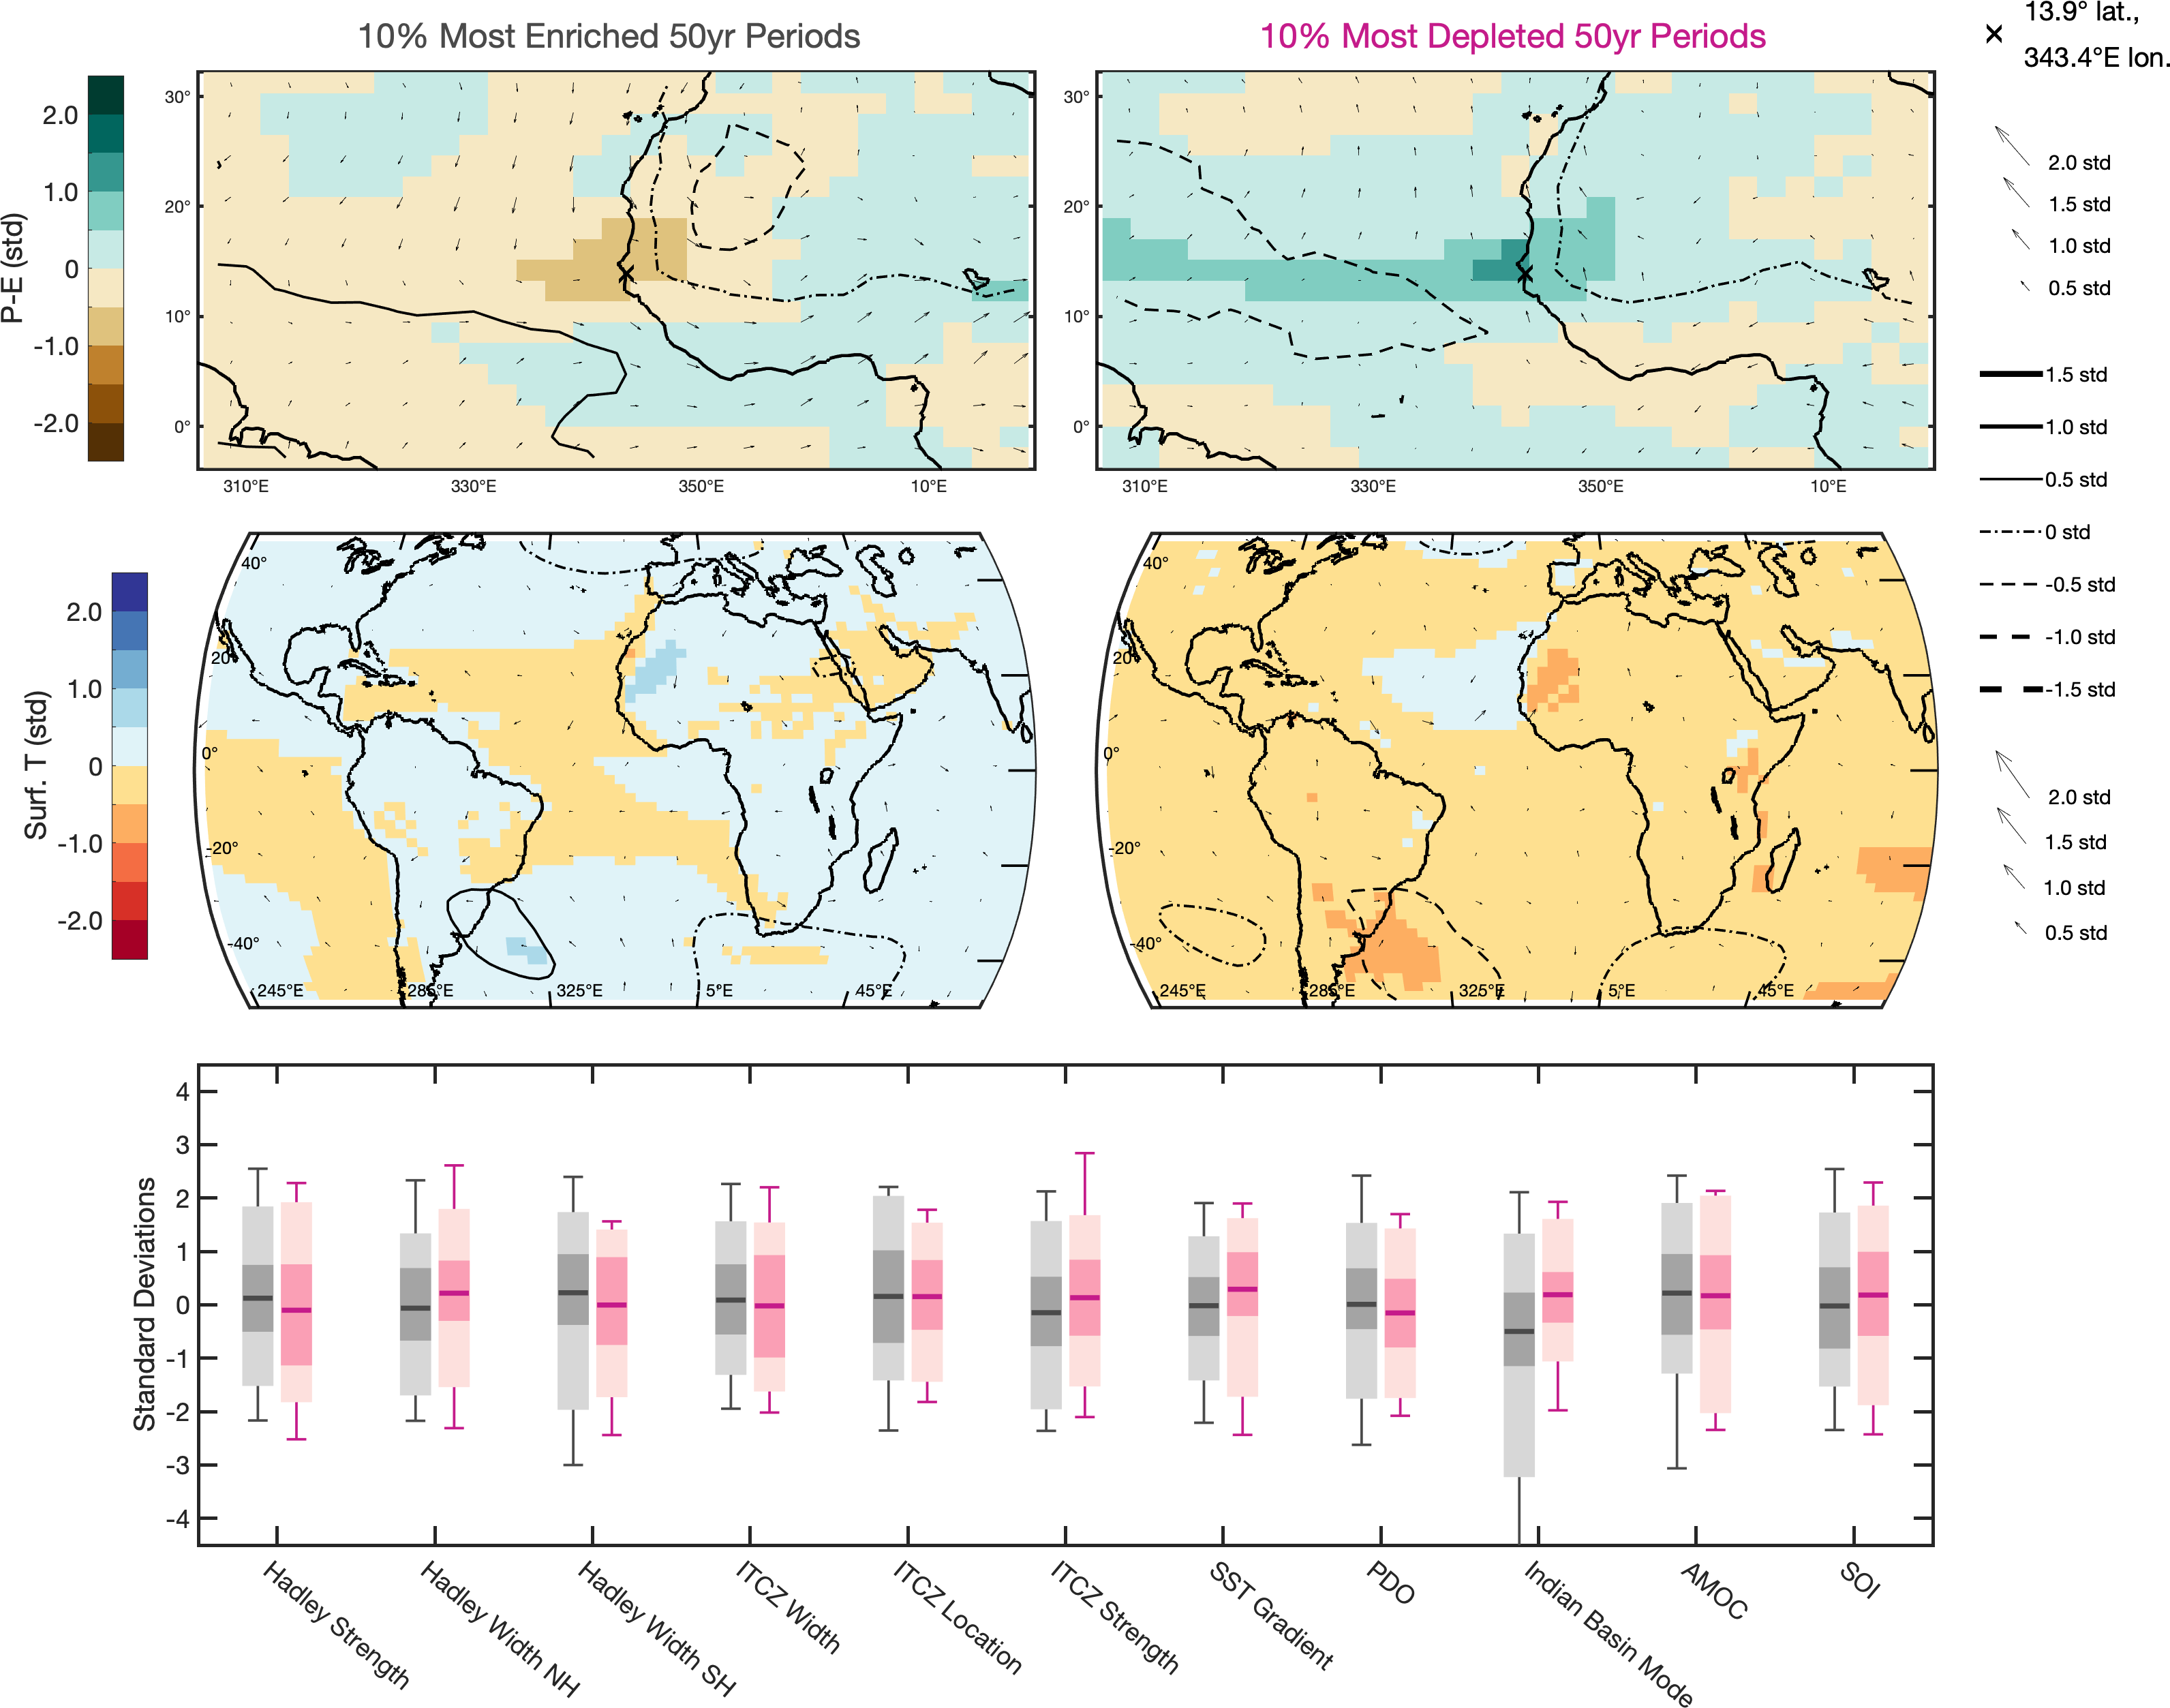 10% Most Enriched 50yr Periods
10% Most Depleted 50yr Periods
13.9° lat.,
343.4°E lon.
P-E (std)
2.0
1.0
0
-1.0
-2.0
30°
20°
10°
0°
310°E 330°E 350°E 10°E
30°
20°
10°
0°
310°E 330°E 350°E 10°E
2.0 std
1.5 std
1.0 std
0.5 std
1.5 std
1.0 std
0.5 std
0 std
-0.5 std
-1.0 std
-1.5 std
Surf. T (std)
2.0
1.0
0
-1.0
-2.0
40°
20°
0°
-20°
-40°
245°E 285°E 325°E 5°E 45°E
40°
20°
0°
-20°
-40°
245°E 285°E 325°E 5°E 45°E
2.0 std
1.5 std
1.0 std
0.5 std
Standard Deviations
4
3
2
1
0
-1
-2
-3
-4
Hadley Strength
Hadley Width NH
Hadley Width SH
ITCZ Width
ITCZ Location
ITCZ Strength
SST Gradient
PDO
Indian Basin Mode
AMOC
SOI